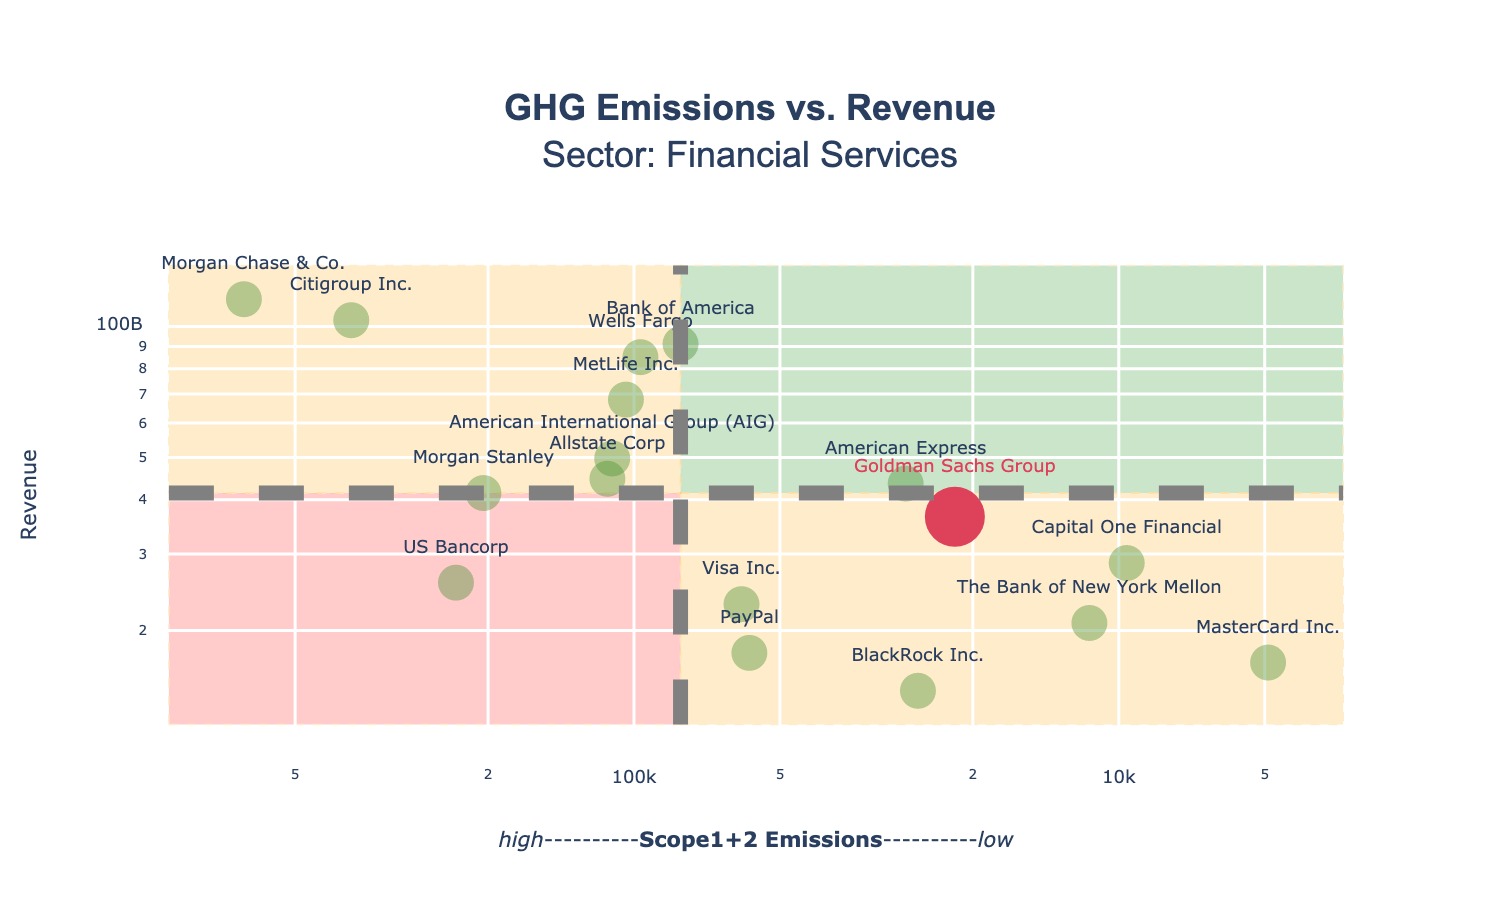 GHG Emissions vs. Revenue
Sector: Financial Services
Morgan Chase & Co.
Citigroup Inc.
Bank of America
Wells Fargo
MetLife Inc.
American International Group (AIG)
Allstate Corp
Morgan Stanley
American Express
Goldman Sachs Group
Capital One Financial
US Bancorp
Visa Inc.
The Bank of New York Mellon
PayPal
MasterCard Inc.
BlackRock Inc.
Revenue
100B
9
8
7
6
5
4
3
2
5 2 100k 5 2 10k 5
high----------Scope1+2 Emissions----------low